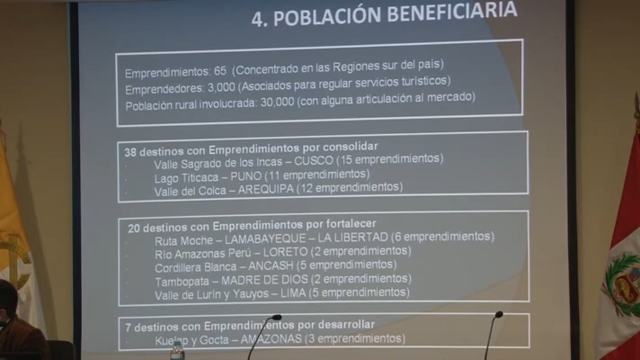 4. POBLACIÓN BENEFICIARIA
Emprendimientos: 65 (Concentrado en las Regiones sur del país)
Emprendedores: 3,000 (Asociados para regular servicios turísticos)
Población rural involucrada: 30,000 (con alguna articulación al mercado)
38 destinos con Emprendimientos por consolidar
Valle Sagrado de los Incas – CUSCO (15 emprendimientos)
Lago Titicaca – PUNO (11 emprendimientos)
Valle del Colca – AREQUIPA (12 emprendimientos)
20 destinos con Emprendimientos por fortalecer
Ruta Moche – LAMABAYEQUE – LA LIBERTAD (6 emprendimientos)
Río Amazonas Perú – LORETO (2 emprendimientos)
Cordillera Blanca – ANCASH (5 emprendimientos)
Tambopata – MADRE DE DIOS (2 emprendimientos)
Valle de Lurín y Yauyos – LIMA (5 emprendimientos)
7 destinos con Emprendimientos por desarrollar
Kuelap y Gocta – AMAZONAS (3 emprendimientos)